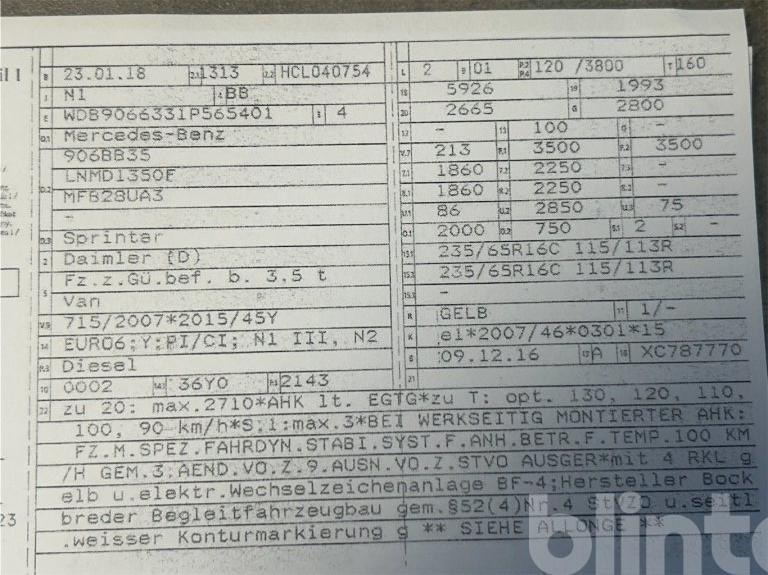 B 23.01.18 2.1 1313 2.2 HCL040754
J N1 4 BB
E WDB9066331P565401 3 4
D.1 Mercedes-Benz
906BB35
D.2 LNMD1350F
MFB28UA3
-
D.3 Sprinter
2 Daimler (D)
5 Fz.z.Gü.bef. b. 3,5 t
Van
V.9 715/2007*2015/45Y
14 EURO6;Y;PI/CI; N1 III, N2
P.3 Diesel
10 0002 14.1 36Y0 P.1 2143
L 2 9 01 P.2 P.4 120 /3800 T 160
18 5926 19 1993
20 2665 G 2800
12 - 13 100 Q -
V.7 213 F.1 3500 F.2 3500
7.1 1860 7.2 2250 7.3 -
8.1 1860 8.2 2250 8.3 -
U.1 86 U.2 2850 U.3 75
O.1 2000 O.2 750 S.1 2 S.2 -
15.1 235/65R16C 115/113R
15.2 235/65R16C 115/113R
15.3 -
R GELB 11 1/-
K e1*2007/46*0301*15
6 09.12.16 17 A 16 XC787770
21
22 zu 20: max.2710*AHK lt. EGTG*zu T: opt. 130, 120, 110,
100, 90 km/h*S.1:max.3*BEI WERKSEITIG MONTIERTER AHK:
FZ.M.SPEZ.FAHRDYN.STABI.SYST.F.ANH.BETR.F.TEMP.100 KM
/H GEM.3.AEND.VO.Z.9.AUSN.VO.Z.STVO AUSGER*mit 4 RKL g
elb u.elektr.Wechselzeichenanlage BF-4;Hersteller Bock
breder Begleitfahrzeugbau gem.§52(4)Nr.4 StVZO u.seitl
.weisser Konturmarkierung g ** SIEHE ALLONGE **
23